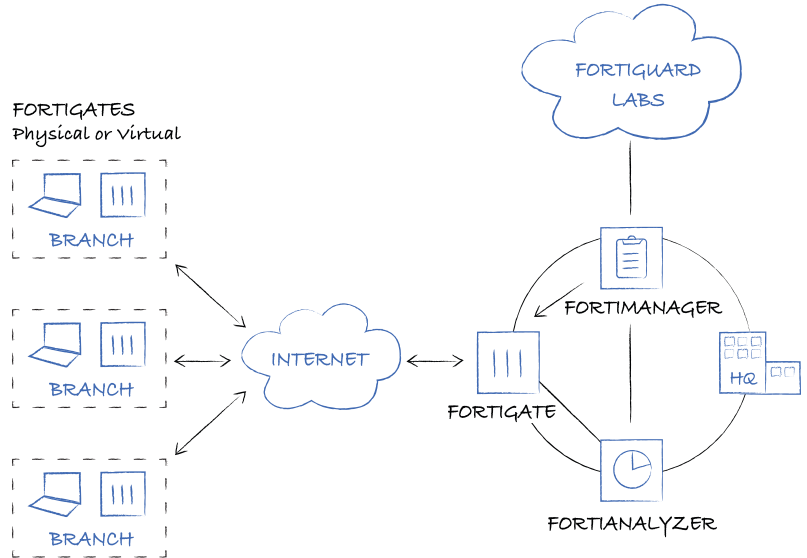 FORTIGUARD
LABS
FORTIGATES
Physical or Virtual
BRANCH
FORTIMANAGER
BRANCH
INTERNET
HQ
FORTIGATE
BRANCH
FORTIANALYZER